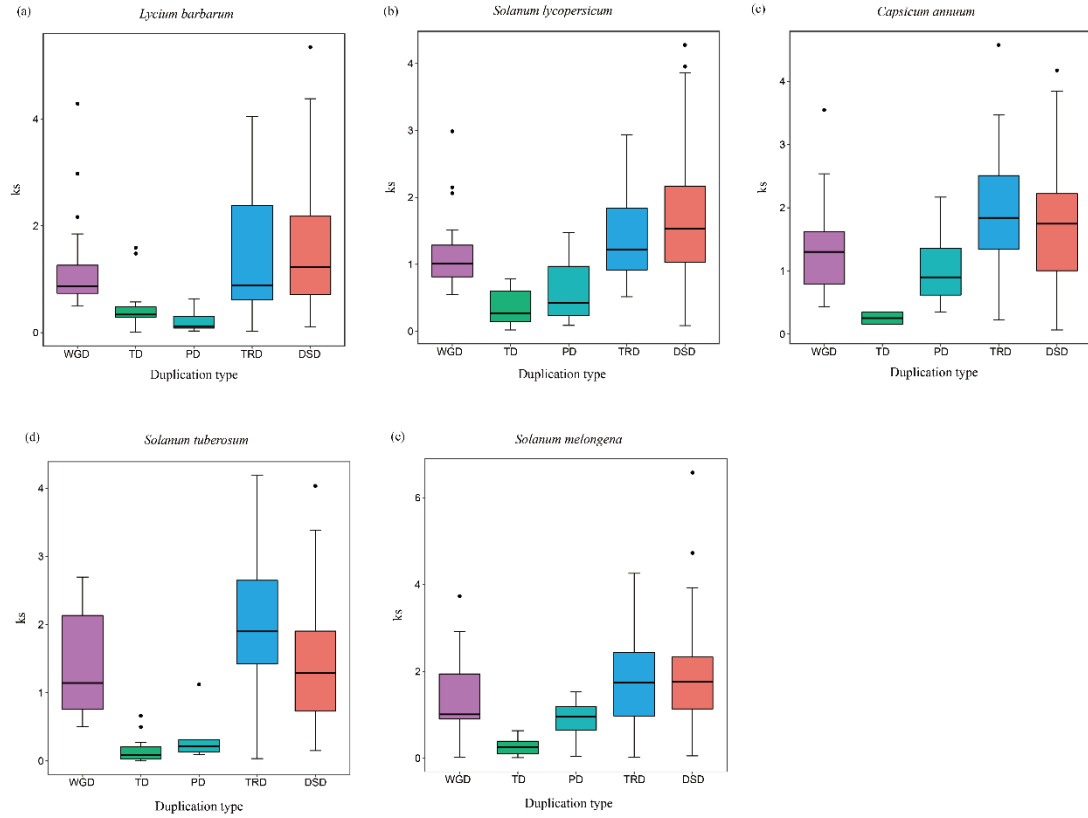 (a) Lycium barbarum
ks
4
2
0
WGD TD PD TRD DSD
Duplication type
(b) Solanum lycopersicum
ks
4
3
2
1
0
WGD TD PD TRD DSD
Duplication type
(c) Capsicum annuum
ks
4
3
2
1
0
WGD TD PD TRD DSD
Duplication type
(d) Solanum tuberosum
ks
4
3
2
1
0
WGD TD PD TRD DSD
Duplication type
(e) Solanum melongena
ks
6
4
2
0
WGD TD PD TRD DSD
Duplication type